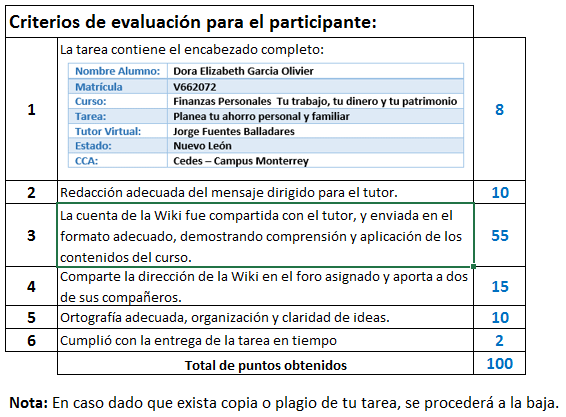 Criterios de evaluación para el participante:
La tarea contiene el encabezado completo:
Nombre Alumno: Dora Elizabeth Garcia Olivier
Matrícula V662072
Curso: Finanzas Personales Tu trabajo, tu dinero y tu patrimonio
1 Tarea: Planea tu ahorro personal y familiar 8
Tutor Virtual: Jorge Fuentes Balladares
Estado: Nuevo León
CCA: Cedes – Campus Monterrey
2 Redacción adecuada del mensaje dirigido para el tutor. 10
La cuenta de la Wiki fue compartida con el tutor, y enviada en el
3 formato adecuado, demostrando comprensión y aplicación de los 55
contenidos del curso.
4 Comparte la dirección de la Wiki en el foro asignado y aporta a dos 15
de sus compañeros.
5 Ortografía adecuada, organización y claridad de ideas. 10
6 Cumplió con la entrega de la tarea en tiempo 2
Total de puntos obtenidos 100
Nota: En caso dado que exista copia o plagio de tu tarea, se procederá a la baja.